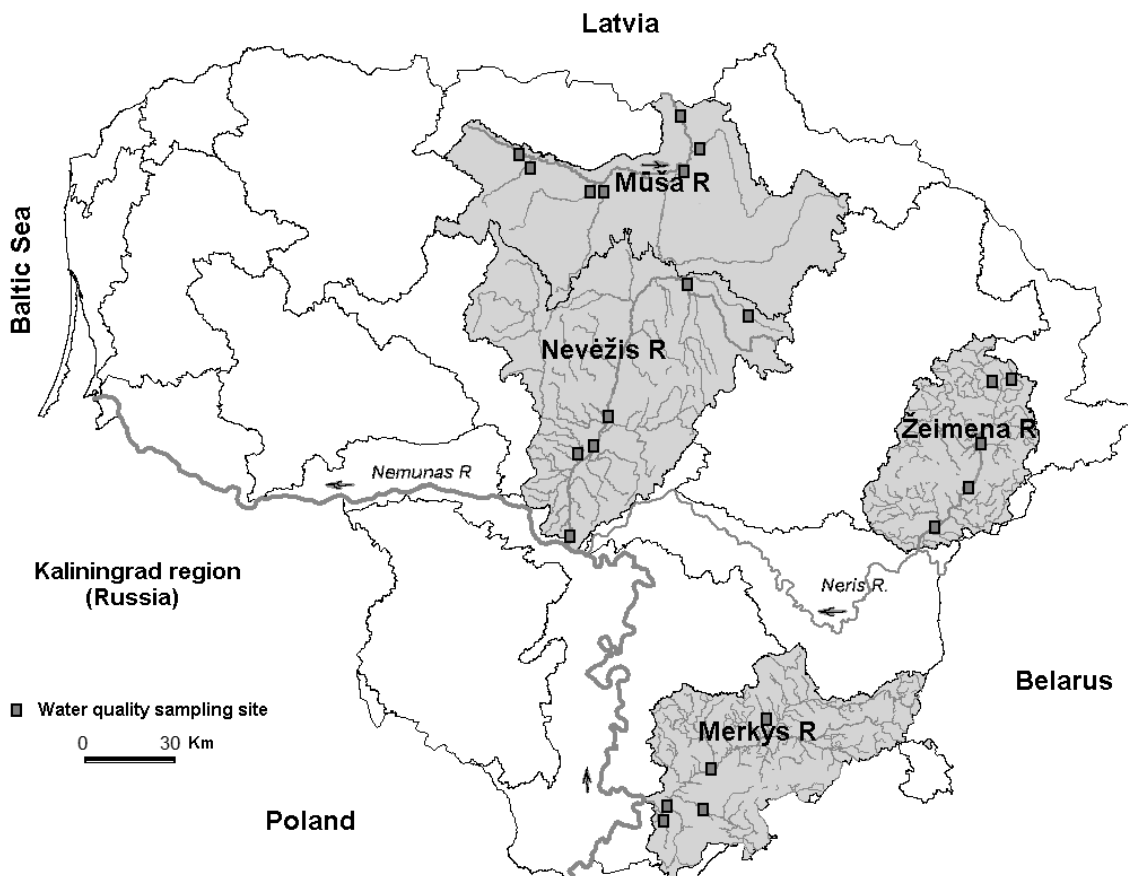 Latvia
Mūša R
Baltic Sea
Nevėžis R
Žeimena R
Nemunas R
Kaliningrad region
(Russia)
Neris R.
Belarus
Water quality sampling site
0 30 Km
Merkys R
Poland